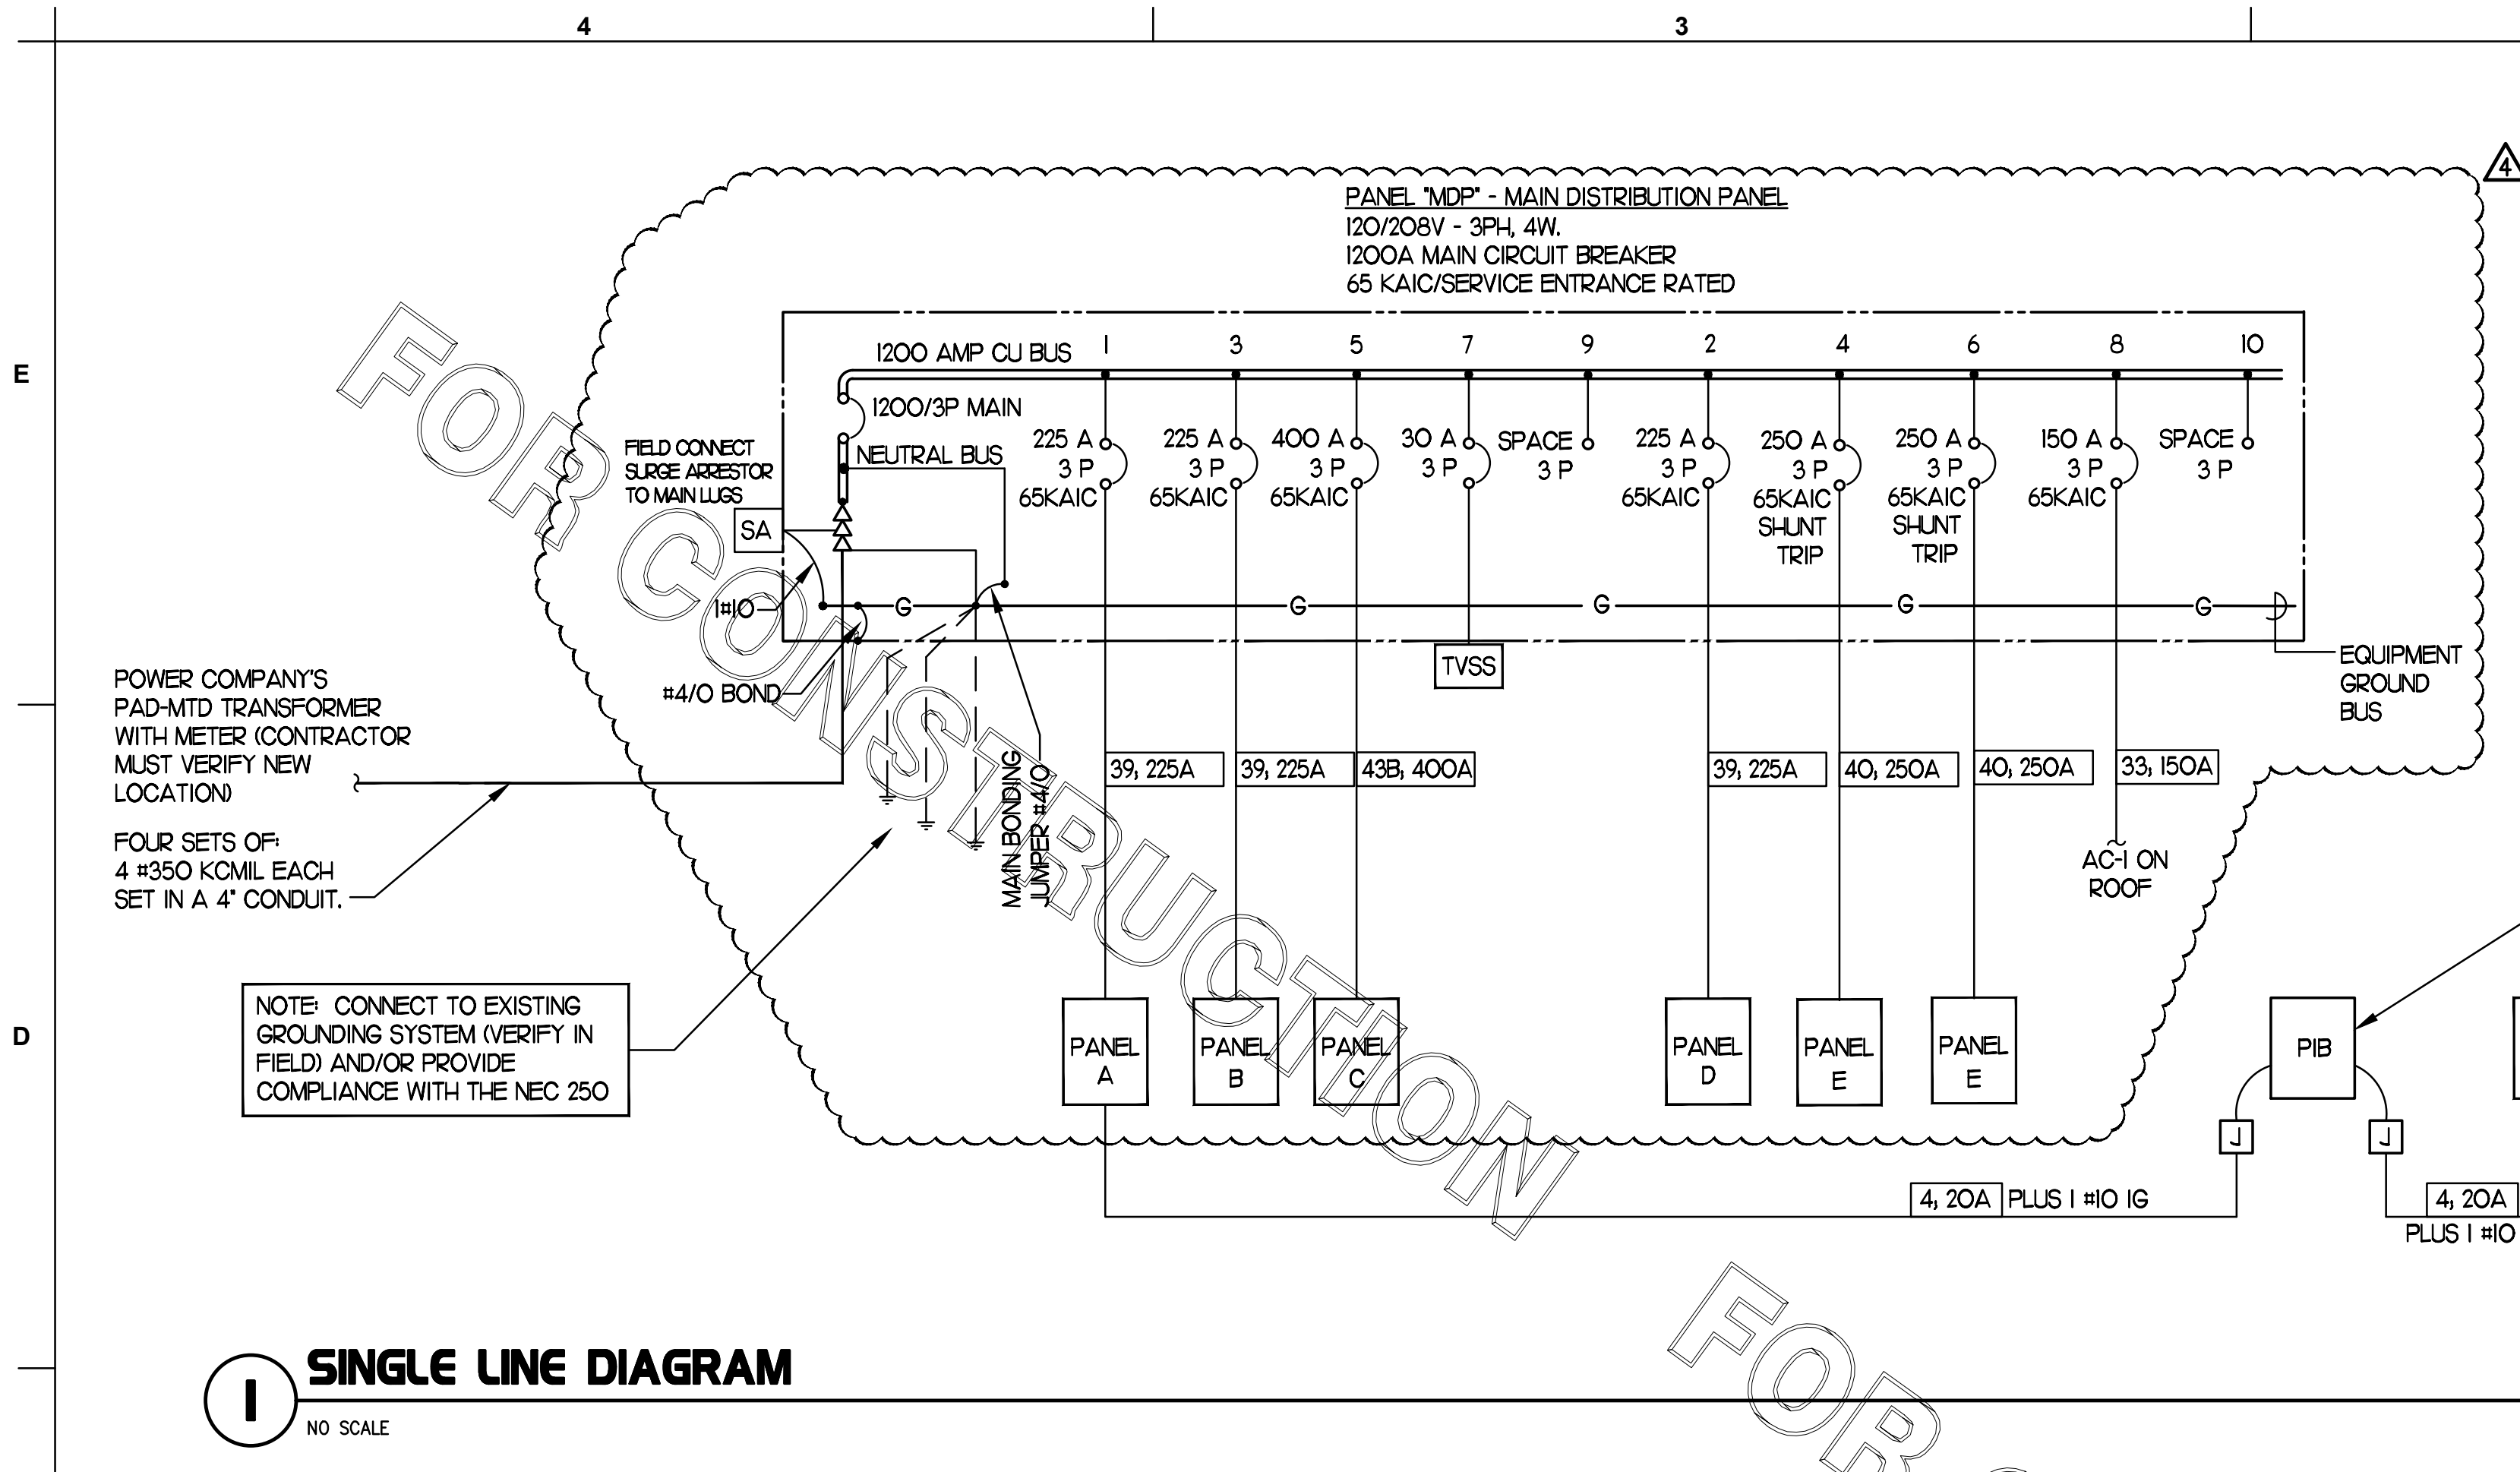 4
3
4
PANEL "MDP" - MAIN DISTRIBUTION PANEL
120/208V - 3PH, 4W.
1200A MAIN CIRCUIT BREAKER
65 KAIC/SERVICE ENTRANCE RATED
E
1200 AMP CU BUS
1
3
5
7
9
2
4
6
8
10
1200/3P MAIN
NEUTRAL BUS
FIELD CONNECT
SURGE ARRESTOR
TO MAIN LUGS
SA
225 A
3 P
65KAIC
225 A
3 P
65KAIC
400 A
3 P
65KAIC
30 A
3 P
SPACE
3 P
225 A
3 P
65KAIC
250 A
3 P
65KAIC
SHUNT
TRIP
250 A
3 P
65KAIC
SHUNT
TRIP
150 A
3 P
65KAIC
SPACE
3 P
1#10
G
G
G
G
G
#4/0 BOND
TVSS
EQUIPMENT
GROUND
BUS
MAIN BONDING
JUMPER #4/0
POWER COMPANY'S
PAD-MTD TRANSFORMER
WITH METER (CONTRACTOR
MUST VERIFY NEW
LOCATION)
FOUR SETS OF:
4 #350 KCMIL EACH
SET IN A 4" CONDUIT.
39, 225A
39, 225A
43B, 400A
39, 225A
40, 250A
40, 250A
33, 150A
AC-1 ON
ROOF
D
NOTE: CONNECT TO EXISTING
GROUNDING SYSTEM (VERIFY IN
FIELD) AND/OR PROVIDE
COMPLIANCE WITH THE NEC 250
PANEL
A
PANEL
B
PANEL
C
PANEL
D
PANEL
E
PANEL
E
PIB
J
J
4, 20A PLUS 1 #10 IG
4, 20A
PLUS 1 #10
FOR CONSTRUCTION
FOR
1
SINGLE LINE DIAGRAM
NO SCALE